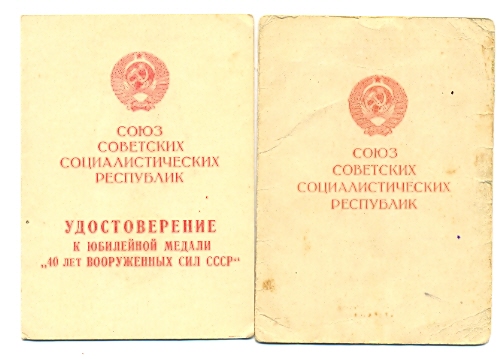 СОЮЗ
СОВЕТСКИХ
СОЦИАЛИСТИЧЕСКИХ
РЕСПУБЛИК
УДОСТОВЕРЕНИЕ
К ЮБИЛЕЙНОЙ МЕДАЛИ
„40 ЛЕТ ВООРУЖЕННЫХ СИЛ СССР“
СОЮЗ
СОВЕТСКИХ
СОЦИАЛИСТИЧЕСКИХ
РЕСПУБЛИК